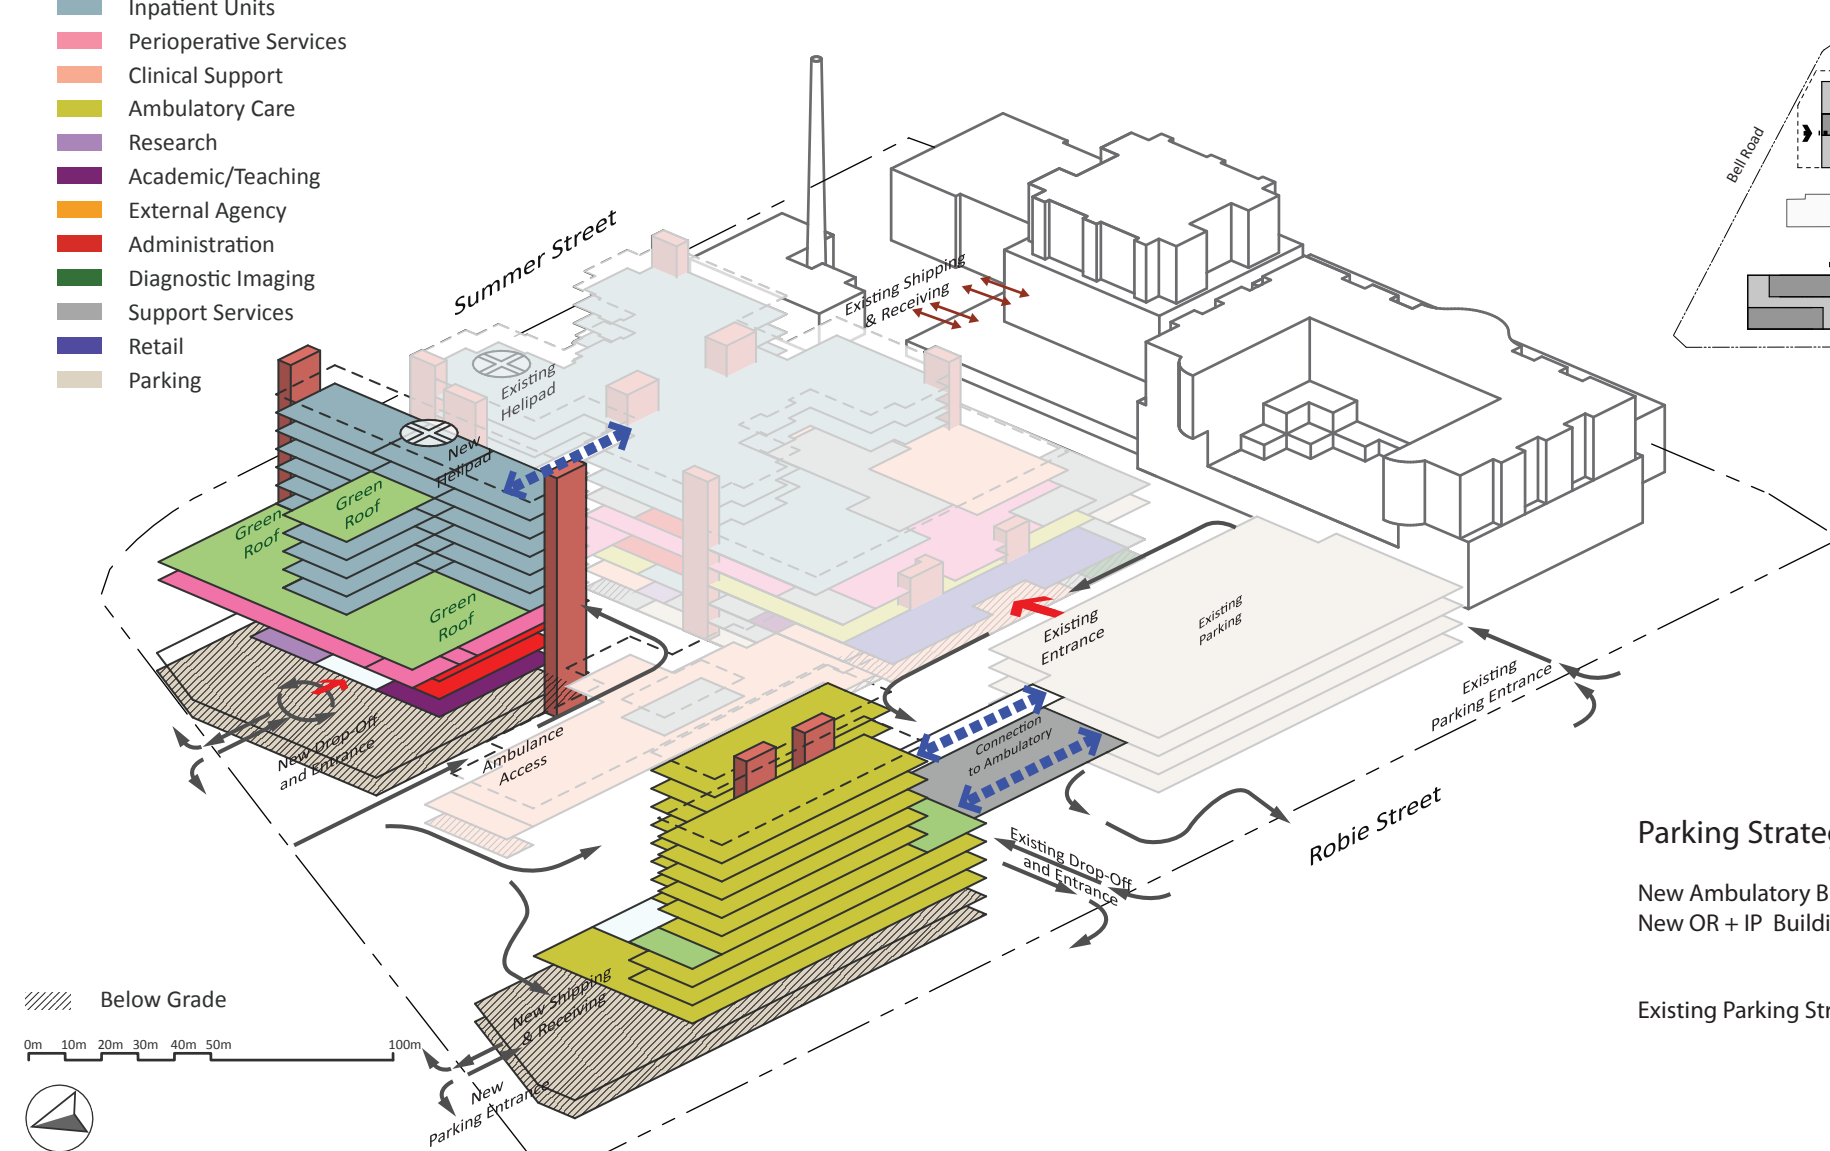 Inpatient Units
Perioperative Services
Clinical Support
Ambulatory Care
Research
Academic/Teaching
External Agency
Administration
Diagnostic Imaging
Support Services
Retail
Parking
Summer Street
Existing Shipping
& Receiving
Bell Road
Existing
Helipad
New
Helipad
Green
Roof
Green
Roof
Green
Roof
Existing
Entrance
Existing
Parking
Existing
Parking Entrance
New Drop-Off
and Entrance
Ambulance
Access
Connection
to Ambulatory
Robie Street
Existing Drop-Off
and Entrance
New Shipping
& Receiving
New
Parking Entrance
Parking Strate
New Ambulatory B
New OR + IP Buildi
Existing Parking Str
Below Grade
0m 10m 20m 30m 40m 50m 100m